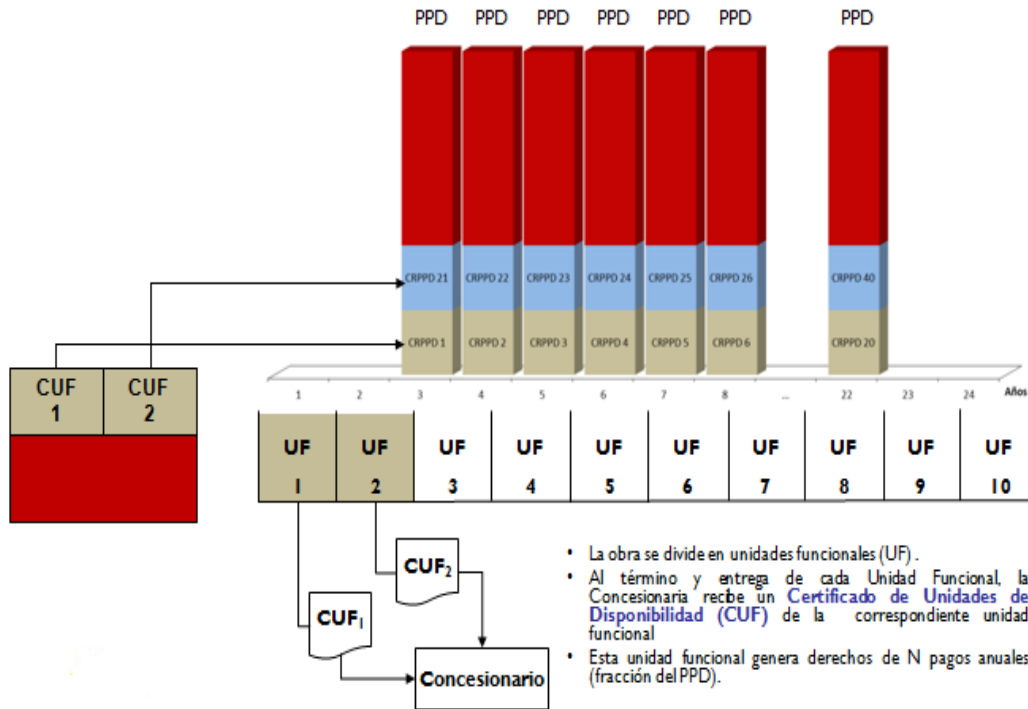 PPD PPD PPD PPD PPD PPD PPD
CRPPD 21 CRPPD 22 CRPPD 23 CRPPD 24 CRPPD 25 CRPPD 26 CRPPD 40
CRPPD 1 CRPPD 2 CRPPD 3 CRPPD 4 CRPPD 5 CRPPD 6 CRPPD 20
CUF CUF
1 2
1 2 3 4 5 6 7 8 ... 22 23 24 Años
UF UF UF UF UF UF UF UF UF UF
1 2 3 4 5 6 7 8 9 10
CUF2
CUF1
Concesionario
• La obra se divide en unidades funcionales (UF) .
• Al término y entrega de cada Unidad Funcional, la
Concesionaria recibe un Certificado de Unidades de
Disponibilidad (CUF) de la correspondiente unidad
funcional
• Esta unidad funcional genera derechos de N pagos anuales
(fracción del PPD).